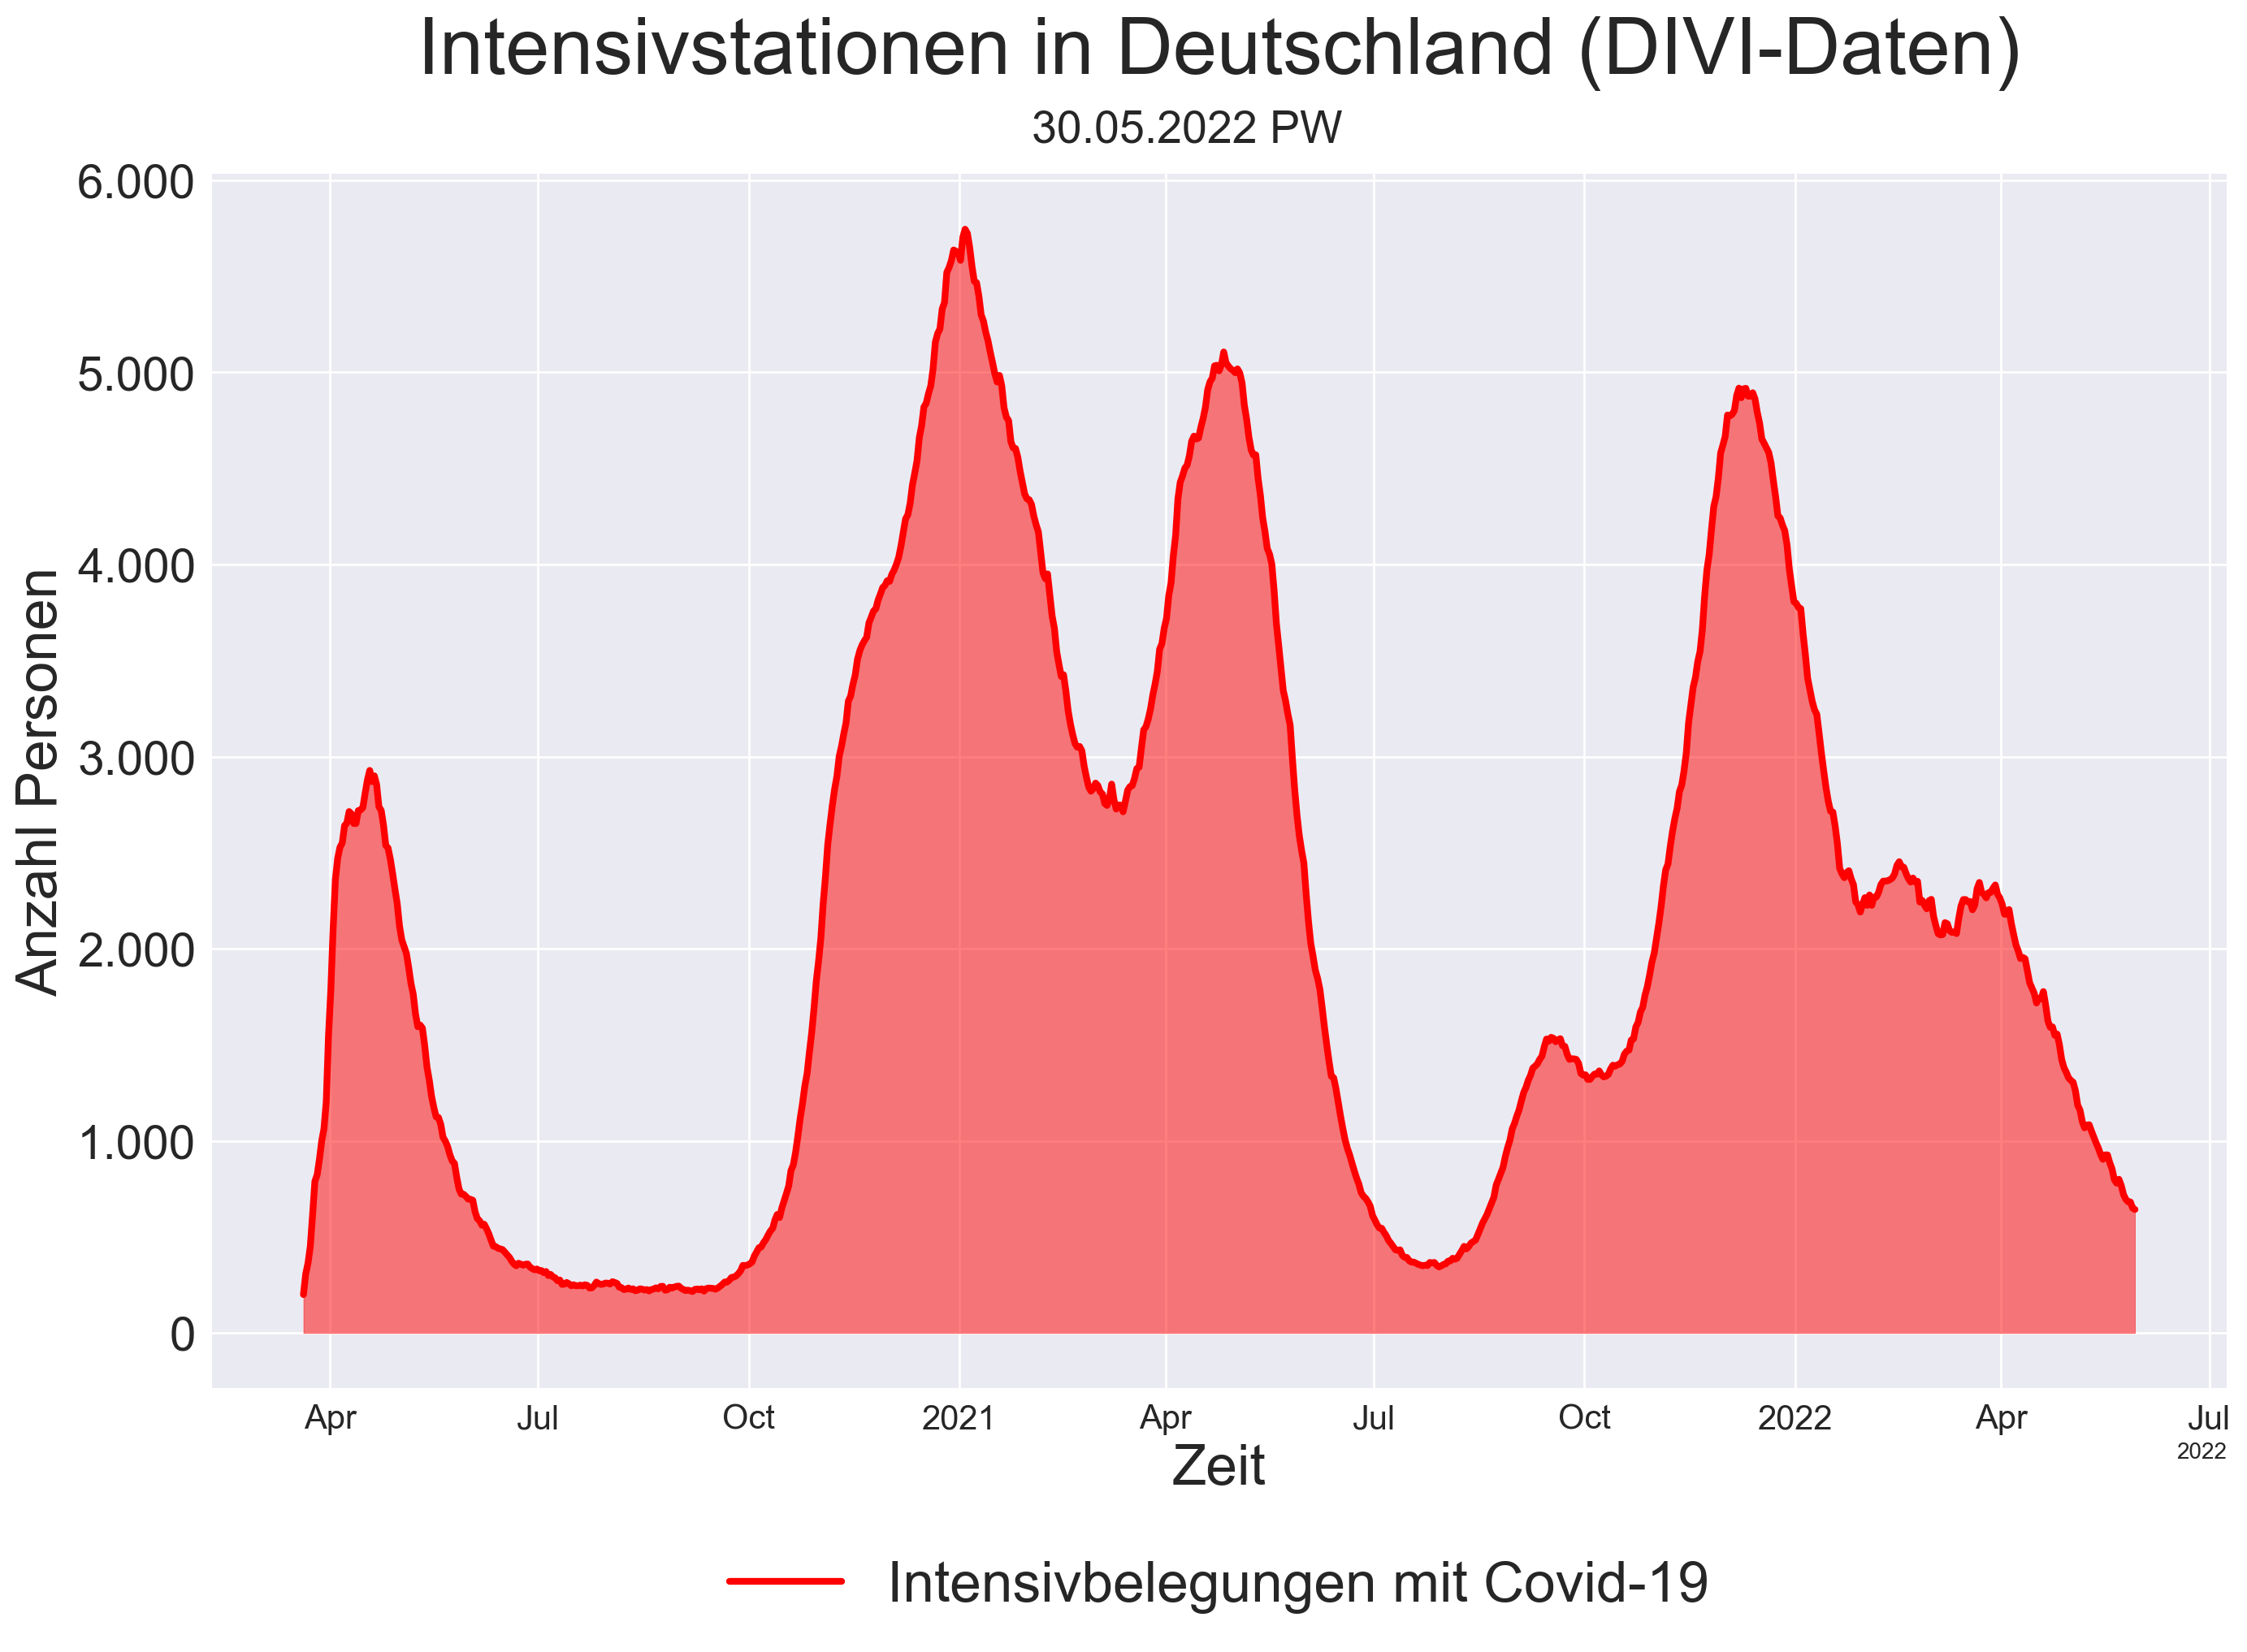 Intensivstationen in Deutschland (DIVI-Daten)
30.05.2022 PW
6.000
5.000
4.000
3.000
2.000
1.000
0
Anzahl Personen
Apr Jul Oct 2021 Apr Jul Oct 2022 Apr Jul
2022
Zeit
Intensivbelegungen mit Covid-19